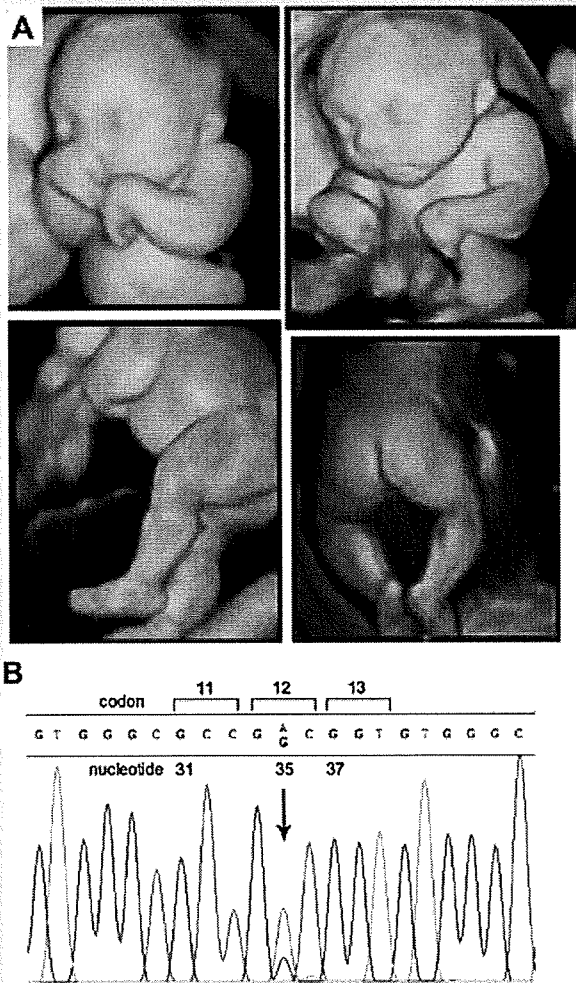 A
B
codon 11 12 13
G T G G G C G C C G A C G G T G T G G G C
G
nucleotide 31 35 37